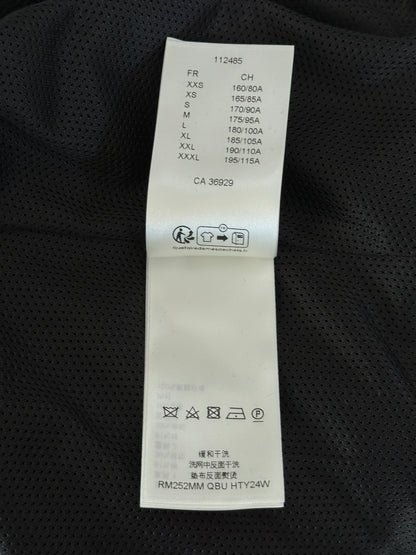 112485
FR CH
XXS 160/80A
XS 165/85A
S 170/90A
M 175/95A
L 180/100A
XL 185/105A
XXL 190/110A
XXXL 195/115A
CA 36929
quefairedemesdechets.fr
P
缓和干洗
洗网中反面干洗
垫布反面熨烫
RM252MM QBU HTY24W